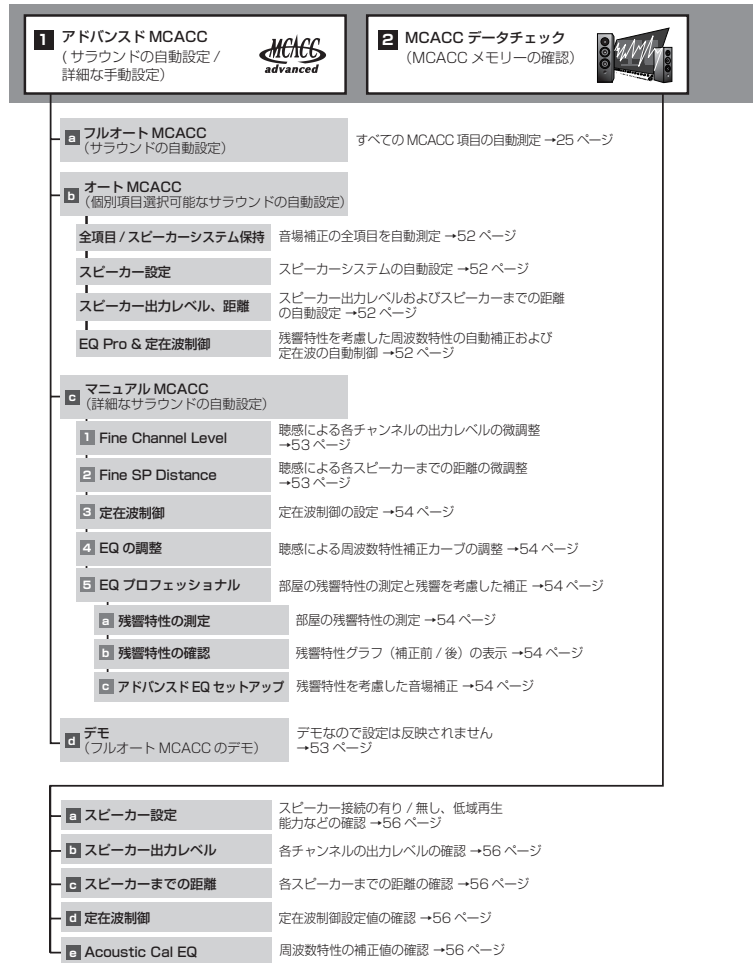 1 アドバンスド MCACC
( サラウンドの自動設定 /
詳細な手動設定）
MCACC
advanced
2 MCACC データチェック
（MCACC メモリーの確認）
a フルオート MCACC
（サラウンドの自動設定）
すべての MCACC 項目の自動測定 →25 ページ
b オート MCACC
（個別項目選択可能なサラウンドの自動設定）
全項目 / スピーカーシステム保持
音場補正の全項目を自動測定 →52 ページ
スピーカー設定
スピーカーシステムの自動設定 →52 ページ
スピーカー出力レベル、距離
スピーカー出力レベルおよびスピーカーまでの距離
の自動設定 →52 ページ
EQ Pro & 定在波制御
残響特性を考慮した周波数特性の自動補正および
定在波の自動制御 →52 ページ
c マニュアル MCACC
（詳細なサラウンドの自動設定）
1 Fine Channel Level
聴感による各チャンネルの出力レベルの微調整
→53 ページ
2 Fine SP Distance
聴感による各スピーカーまでの距離の微調整
→53 ページ
3 定在波制御
定在波制御の設定 →54 ページ
4 EQ の調整
聴感による周波数特性補正カーブの調整 →54 ページ
5 EQ プロフェッショナル
部屋の残響特性の測定と残響を考慮した補正 →54 ページ
a 残響特性の測定
部屋の残響特性の測定 →54 ページ
b 残響特性の確認
残響特性グラフ（補正前 / 後）の表示 →54 ページ
c アドバンスド EQ セットアップ
残響特性を考慮した音場補正 →54 ページ
d デモ
（フルオート MCACC のデモ）
デモなので設定は反映されません
→53 ページ
a スピーカー設定
スピーカー接続の有り / 無し、低域再生
能力などの確認 →56 ページ
b スピーカー出力レベル
各チャンネルの出力レベルの確認 →56 ページ
c スピーカーまでの距離
各スピーカーまでの距離の確認 →56 ページ
d 定在波制御
定在波制御設定値の確認 →56 ページ
e Acoustic Cal EQ
周波数特性の補正値の確認 →56 ページ